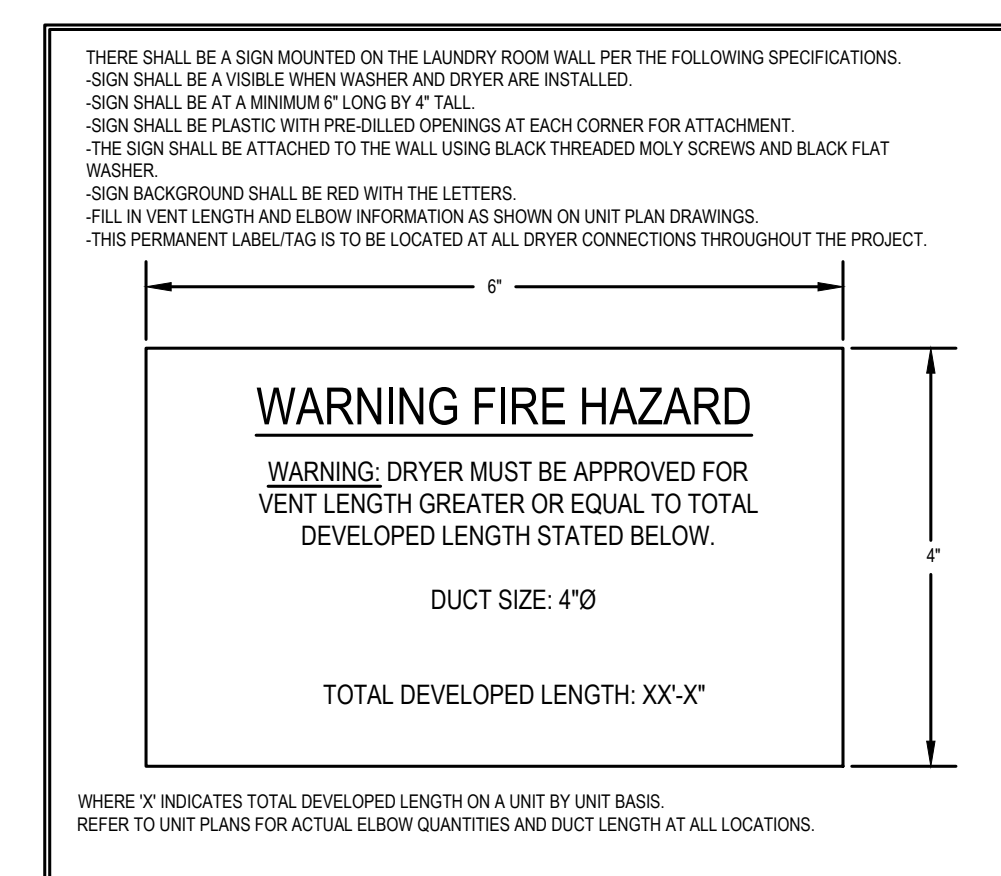 THERE SHALL BE A SIGN MOUNTED ON THE LAUNDRY ROOM WALL PER THE FOLLOWING SPECIFICATIONS.
-SIGN SHALL BE A VISIBLE WHEN WASHER AND DRYER ARE INSTALLED.
-SIGN SHALL BE AT A MINIMUM 6" LONG BY 4" TALL.
-SIGN SHALL BE PLASTIC WITH PRE-DILLED OPENINGS AT EACH CORNER FOR ATTACHMENT.
-THE SIGN SHALL BE ATTACHED TO THE WALL USING BLACK THREADED MOLY SCREWS AND BLACK FLAT
WASHER.
-SIGN BACKGROUND SHALL BE RED WITH THE LETTERS.
-FILL IN VENT LENGTH AND ELBOW INFORMATION AS SHOWN ON UNIT PLAN DRAWINGS.
-THIS PERMANENT LABEL/TAG IS TO BE LOCATED AT ALL DRYER CONNECTIONS THROUGHOUT THE PROJECT.
6"
WARNING FIRE HAZARD
WARNING: DRYER MUST BE APPROVED FOR
VENT LENGTH GREATER OR EQUAL TO TOTAL
DEVELOPED LENGTH STATED BELOW.
4"
DUCT SIZE: 4"Ø
TOTAL DEVELOPED LENGTH: XX'-X"
WHERE 'X' INDICATES TOTAL DEVELOPED LENGTH ON A UNIT BY UNIT BASIS.
REFER TO UNIT PLANS FOR ACTUAL ELBOW QUANTITIES AND DUCT LENGTH AT ALL LOCATIONS.